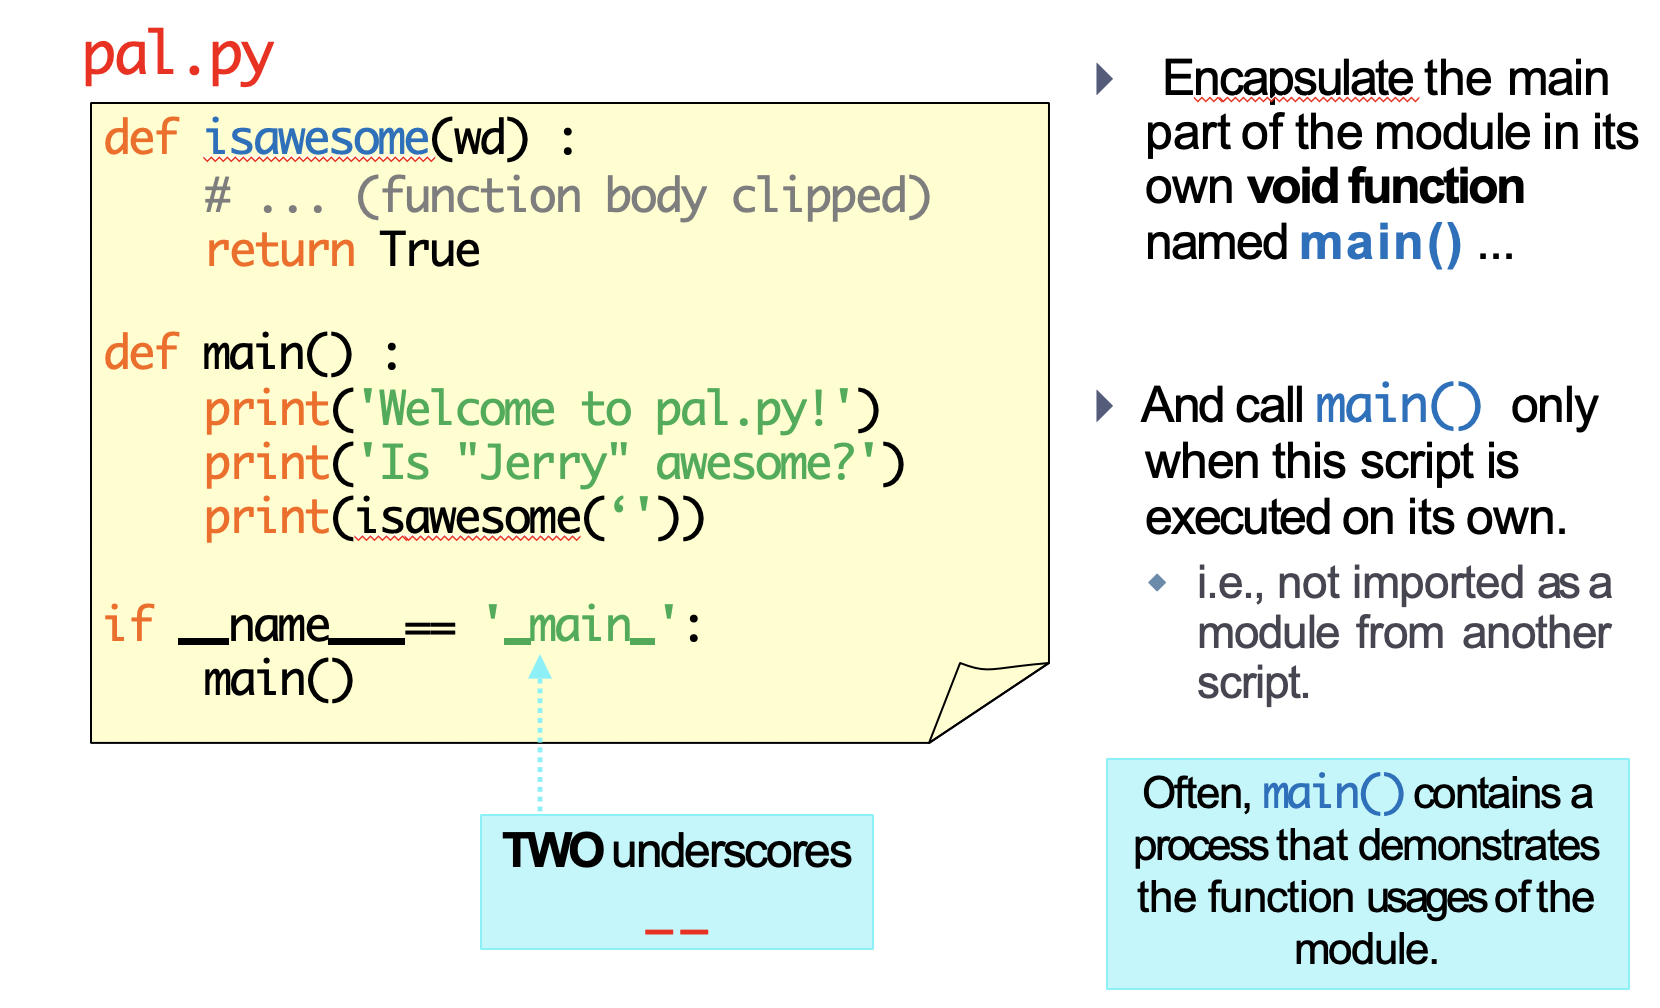 pal.py
def isawesome(wd) :
    # ... (function body clipped)
    return True

def main() :
    print('Welcome to pal.py!')
    print('Is "Jerry" awesome?')
    print(isawesome(‘'))

if __name___== '_main_':
    main()
TWO underscores
__
Encapsulate the main
part of the module in its
own void function
named main() ...
And call main() only
when this script is
executed on its own.
i.e., not imported as a
module from another
script.
Often, main() contains a
process that demonstrates
the function usages of the
module.